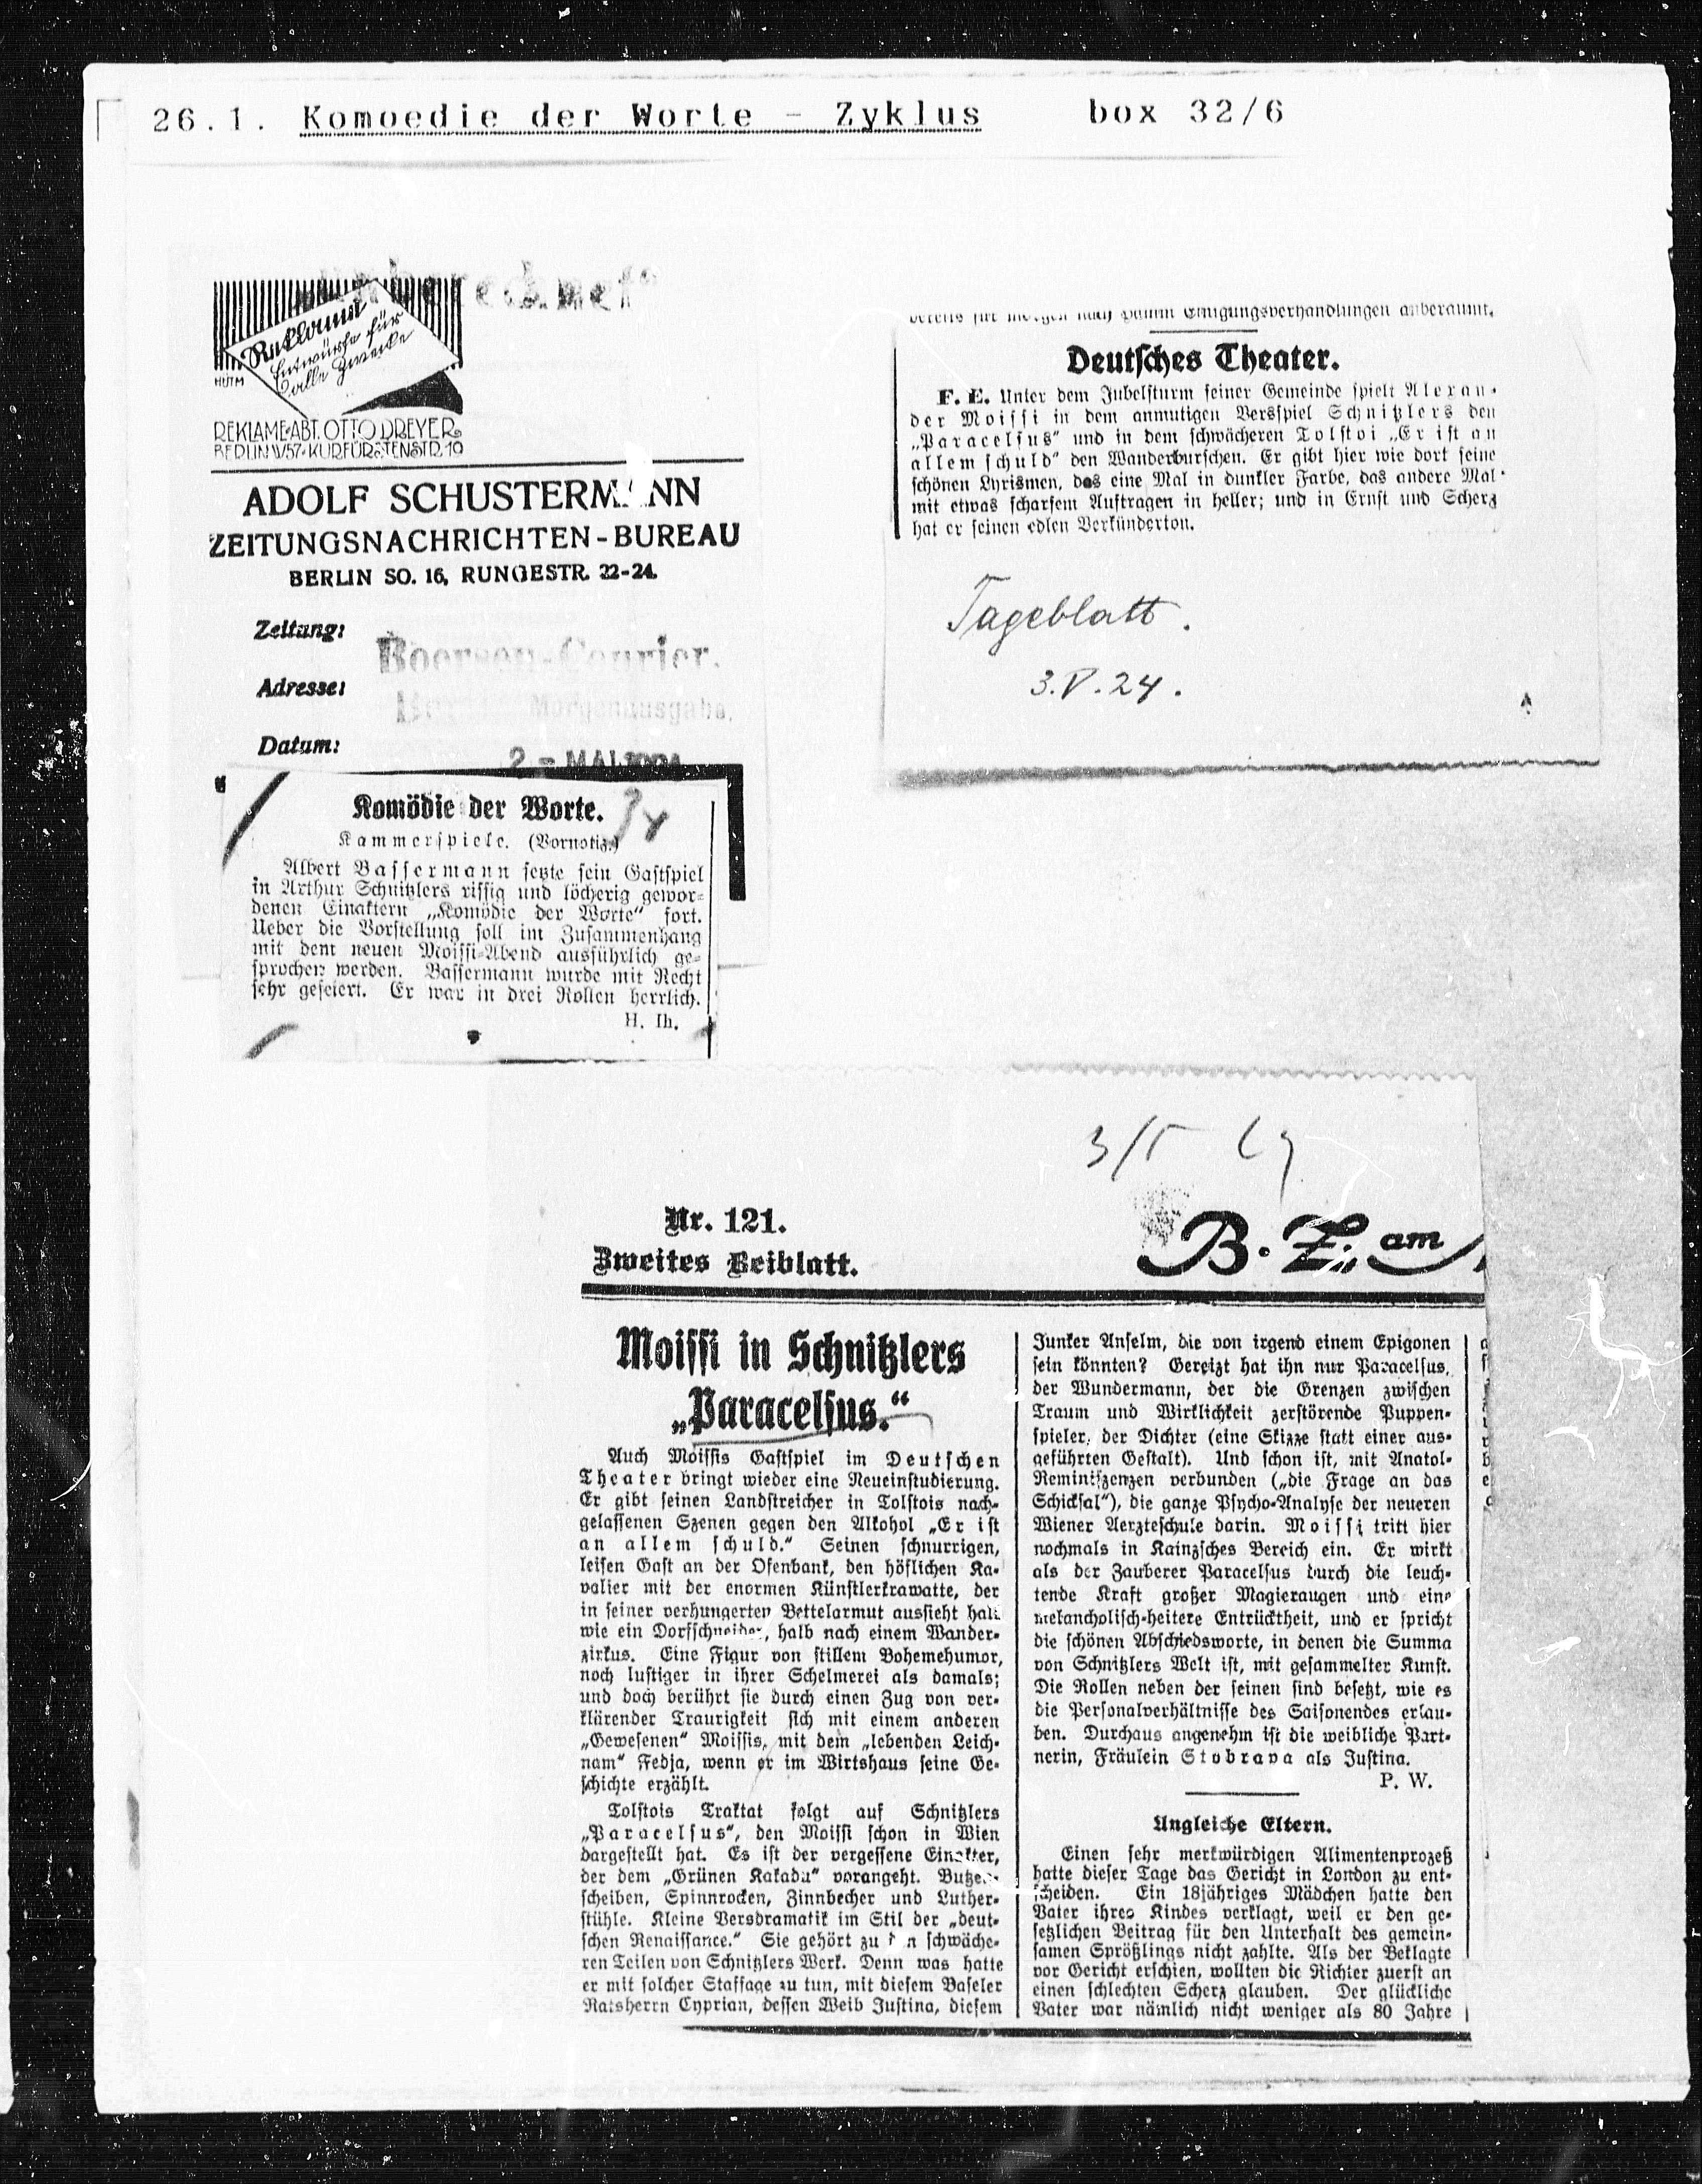 26.1. Komoedie der Worte - Zyklus box 32/6
Reklame
Entwürfe für
alle Zwecke
HÜTM
REKLAME-ABT. OTTO DREYER
BERLIN W57·KURFÜRSTENSTR.19
ADOLF SCHUSTERMANN
ZEITUNGSNACHRICHTEN-BUREAU
BERLIN SO. 16, RUNGESTR. 22-24.
Zeitung: Boersen-Courier.
Adresse: Morgenausgabe.
Datum: 2 - MAI
Komödie der Worte.
Kammerspiele. (Vornotiz.)
Albert Bassermann setzte sein Gastspiel
in Arthur Schnitzlers rissig und löcherig gewor-
denen Einaktern „Komödie der Worte“ fort.
Ueber die Vorstellung soll im Zusammenhang
mit dem neuen Moissi-Abend ausführlich ge-
sprochen werden. Bassermann wurde mit Recht
sehr gefeiert. Er war in drei Rollen herrlich.
H. Ih.
Einigungsverhandlungen anberaumt.
Deutsches Theater.
F. E. Unter dem Jubelsturm seiner Gemeinde spielt Alexan-
der Moissi in dem anmutigen Versspiel Schnitzlers den
„Paracelsus“ und in dem schwächeren Tolstoi „Er ist an
allem schuld“ den Wanderburschen. Er gibt hier wie dort seine
schönen Lyrismen, das eine Mal in dunkler Farbe, das andere Mal
mit etwas scharfem Auftragen in heller; und in Ernst und Scherz
hat er seinen edlen Verkünderton.
Tageblatt.
3.V.24.
Nr. 121.
Zweites Beiblatt.
B. Z. am
Moissi in Schnitzlers
„Paracelsus.“
Auch Moissis Gastspiel im Deutschen
Theater bringt wieder eine Neueinstudierung.
Er gibt seinen Landstreicher in Tolstois nach-
gelassenen Szenen gegen den Alkohol „Er ist
an allem schuld.“ Seinen schnurrigen,
leisen Gast an der Ofenbank, den höflichen Ka-
valier mit der enormen Künstlerkrawatte, der
in seiner verhungerten Bettelarmut aussieht halb
wie ein Dorfschneider, halb nach einem Wander-
zirkus. Eine Figur von stillem Bohemehumor,
noch lustiger in ihrer Schelmerei als damals;
und doch berührt sie durch einen Zug von ver-
klärender Traurigkeit sich mit einem anderen
„Gewesenen“ Moissis, mit dem „lebenden Leich-
nam“ Fedja, wenn er im Wirtshaus seine Ge-
schichte erzählt.
Tolstois Traktat folgt auf Schnitzlers
„Paracelsus“, den Moissi schon in Wien
dargestellt hat. Es ist der vergessene Einakter,
der dem „Grünen Kakadu“ vorangeht. Butzen-
scheiben, Spinnrocken, Zinnbecher und Luther-
stühle. Kleine Versdramatik im Stil der „deut-
schen Renaissance.“ Sie gehört zu den schwäche-
ren Teilen von Schnitzlers Werk. Denn was hatte
er mit solcher Staffage zu tun, mit diesem Baseler
Ratsherrn Cyprian, dessen Weib Justina, diesem
Junker Anselm, die von irgend einem Epigonen
sein könnten? Gereizt hat ihn nur Paracelsus,
der Wundermann, der die Grenzen zwischen
Traum und Wirklichkeit zerstörende Puppen-
spieler, der Dichter (eine Skizze statt einer aus-
geführten Gestalt). Und schon ist, mit Anatol-
Reminiszenzen verbunden („die Frage an das
Schicksal“), die ganze Psycho-Analyse der neueren
Wiener Aerzteschule darin. Moissi tritt hier
nochmals in Kainzsches Bereich ein. Er wirkt
als der Zauberer Paracelsus durch die leuch-
tende Kraft großer Magieraugen und eine
melancholisch-heitere Entrücktheit, und er spricht
die schönen Abschiedsworte, in denen die Summa
von Schnitzlers Welt ist, mit gesammelter Kunst.
Die Rollen neben der seinen sind besetzt, wie es
die Personalverhältnisse des Saisonendes erlau-
ben. Durchaus angenehm ist die weibliche Part-
nerin, Fräulein Stobrava als Justina.
P. W.
Ungleiche Eltern.
Einen sehr merkwürdigen Alimentenprozeß
hatte dieser Tage das Gericht in London zu ent-
scheiden. Ein 18jähriges Mädchen hatte den
Vater ihres Kindes verklagt, weil er den ge-
setzlichen Beitrag für den Unterhalt des gemein-
samen Sprößlings nicht zahlte. Als der Beklagte
vor Gericht erschien, wollten die Richter zuerst an
einen schlechten Scherz glauben. Der glückliche
Vater war nämlich nicht weniger als 80 Jahre